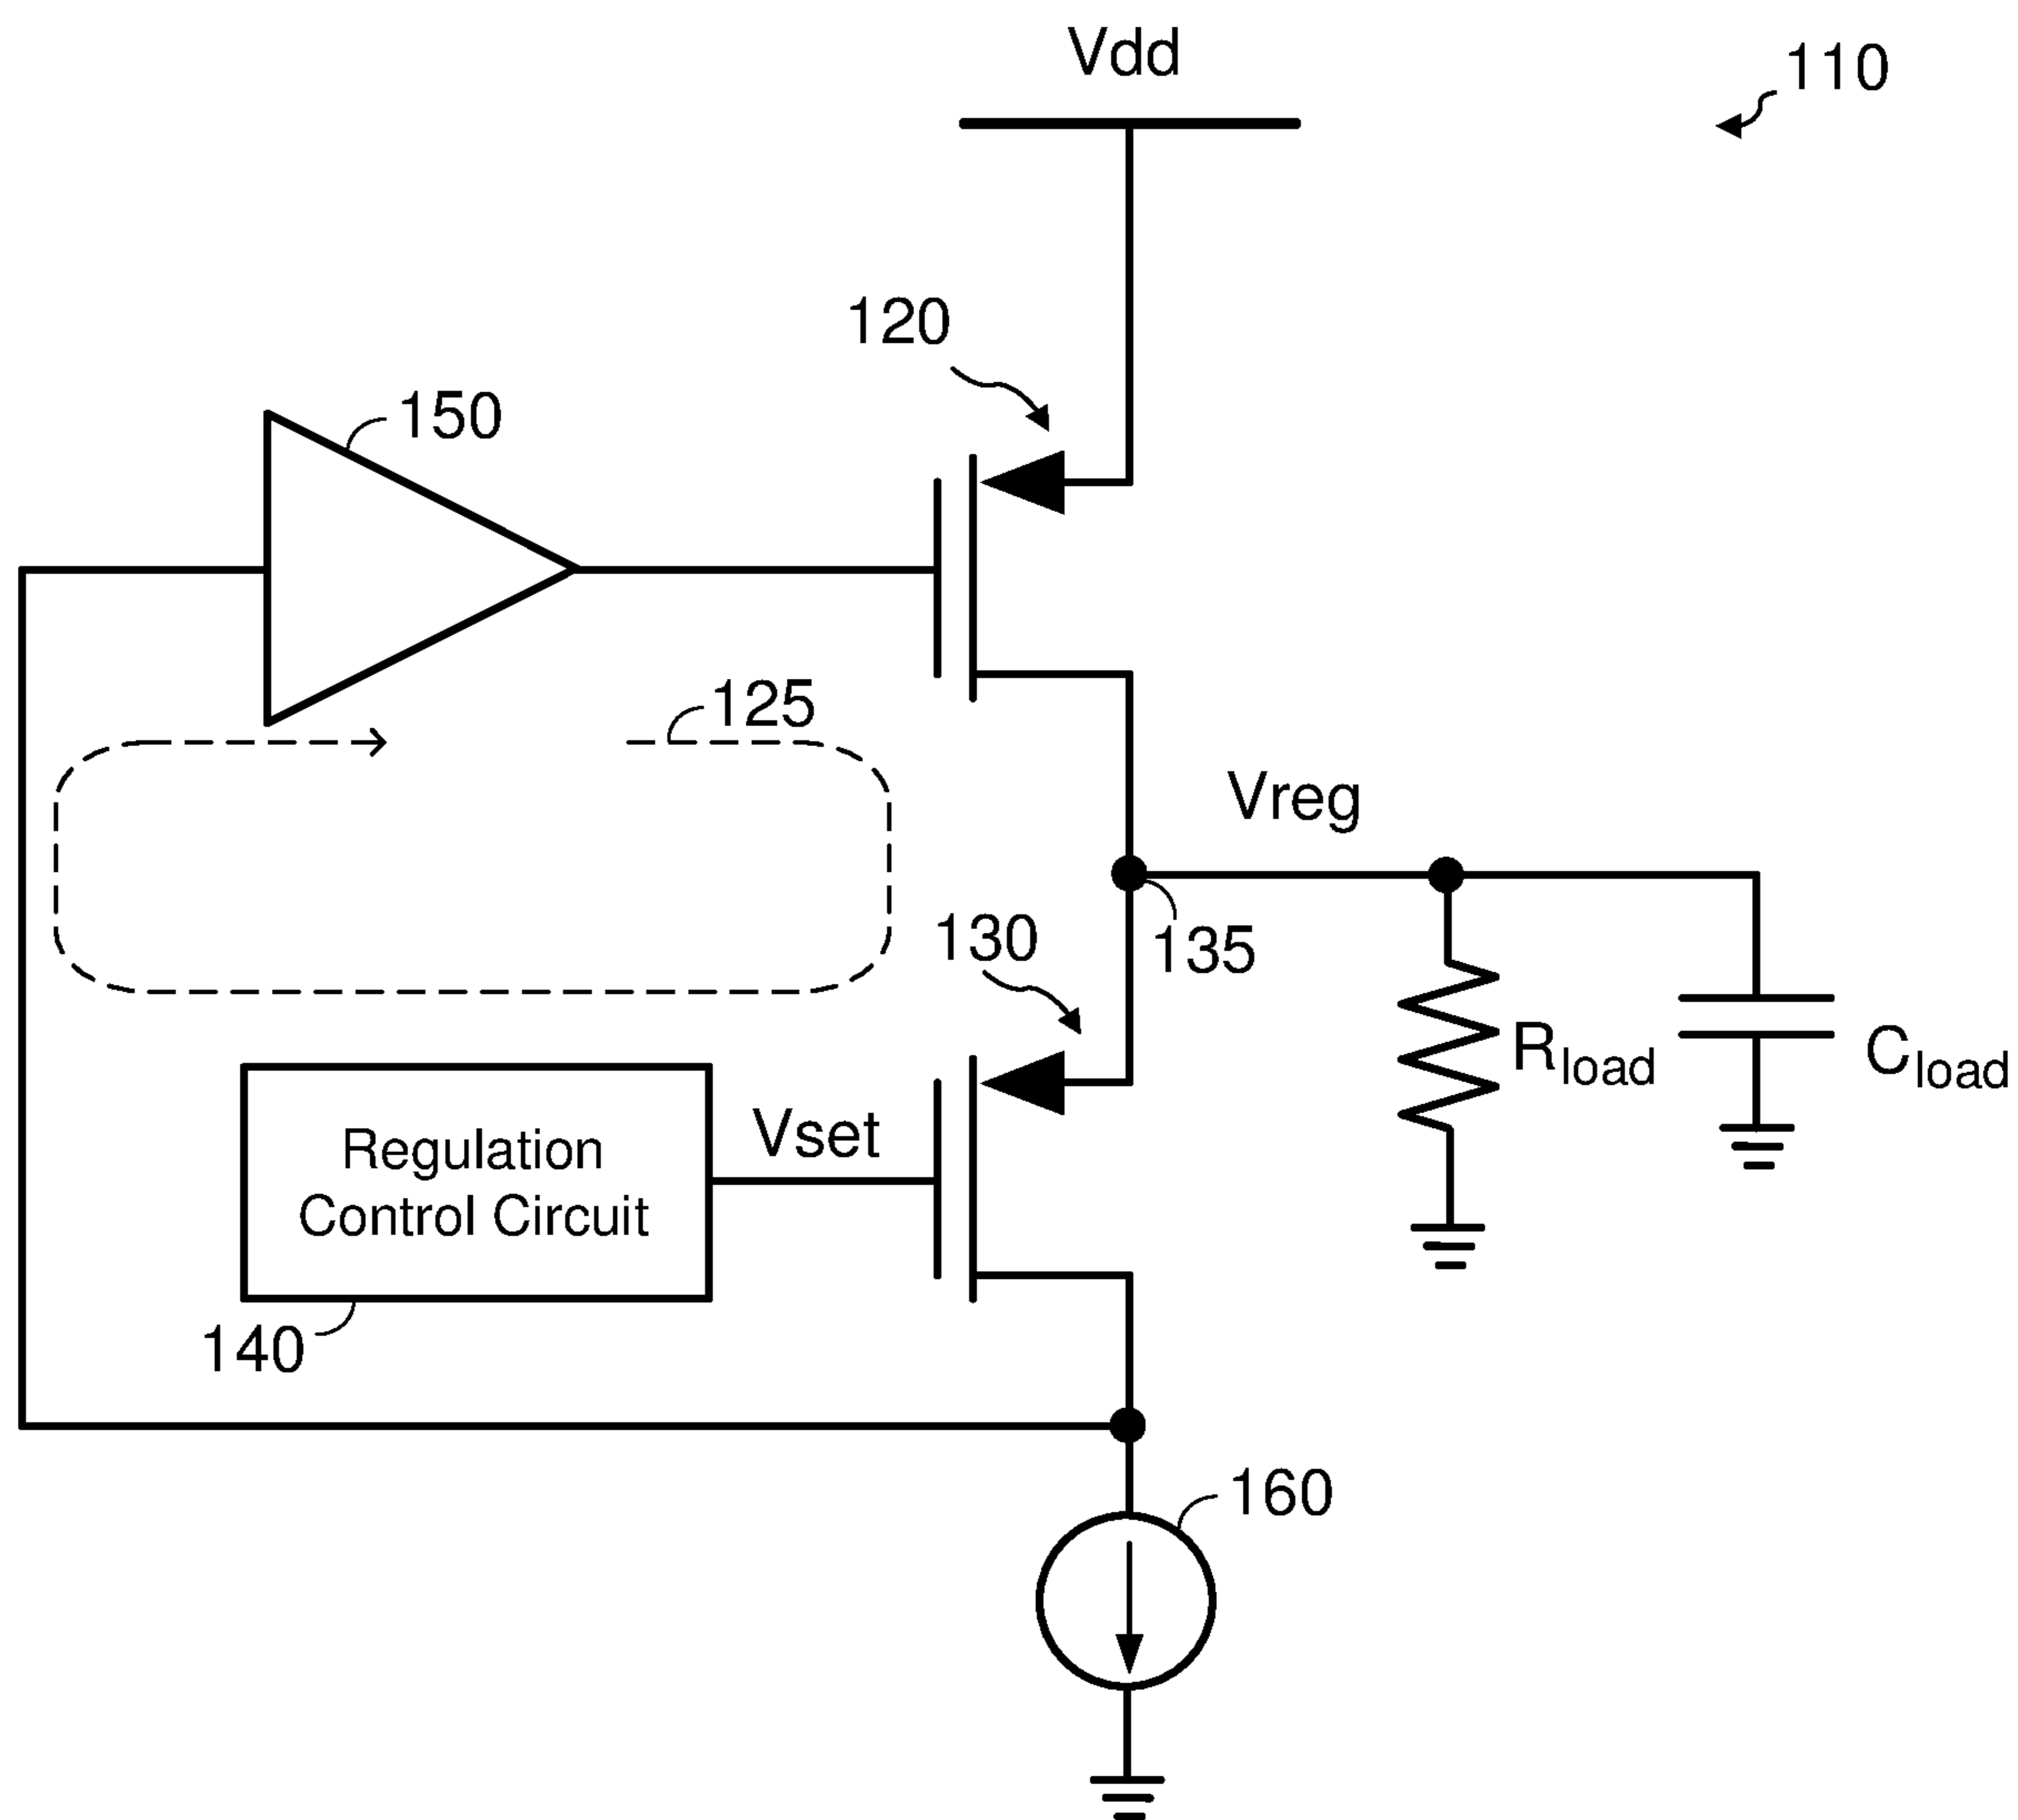 Vdd
110
120
150
125
Vreg
130
135
Rload
Cload
Vset
Regulation
Control Circuit
140
160